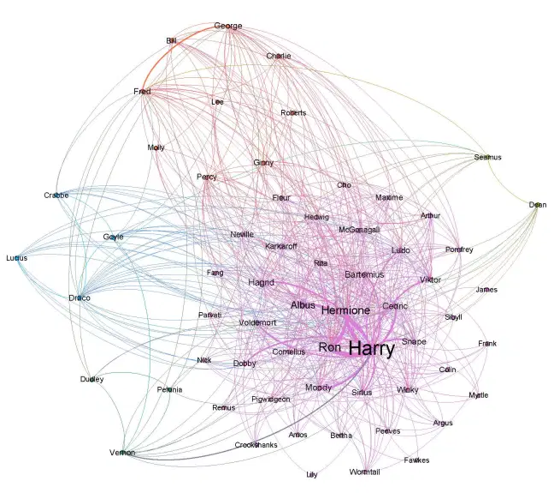 George
Bill
Charlie
Fred
Lee
Roberts
Molly
Ginny
Seamus
Percy
Crabbe
Fleur
Cho
Maxime
Dean
Hedwig
Arthur
Goyle
Neville
McGonagall
Karkaroff
Ludo
Pomfrey
Lucius
Rita
Fang
Bartemius
Hagrid
Viktor
James
Draco
Albus
Hermione
Cedric
Parvati
Voldemort
Sibyll
Ron
Harry
Snape
Frank
Nick
Dobby
Cornelius
Colin
Dudley
Petunia
Moody
Sirius
Winky
Myrtle
Pigwidgeon
Remus
Argus
Amos
Bertha
Peeves
Vernon
Crookshanks
Fawkes
Lily
Wormtail